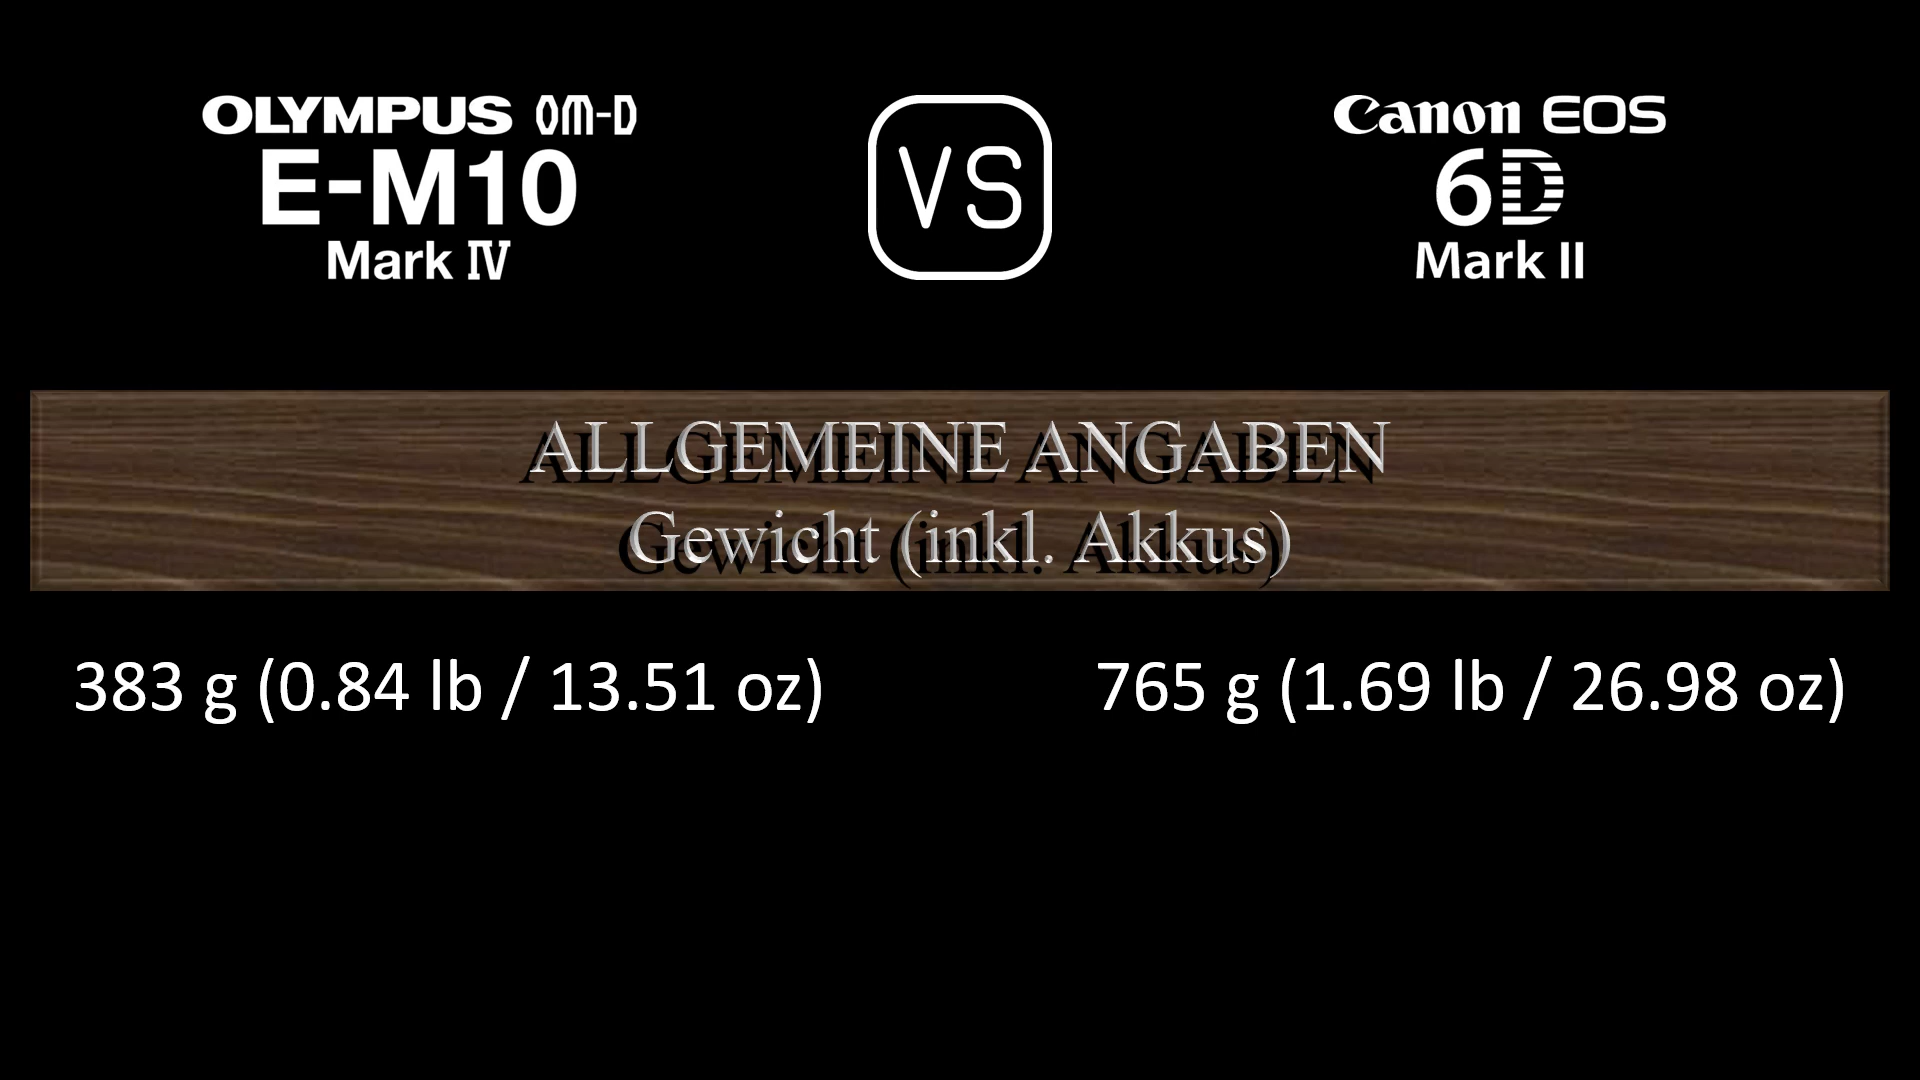 OLYMPUS OM-D
E-M10
Mark IV
VS
Canon EOS
6D
Mark II
ALLGEMEINE ANGABEN
Gewicht (inkl. Akkus)
383 g (0.84 lb / 13.51 oz)
765 g (1.69 lb / 26.98 oz)